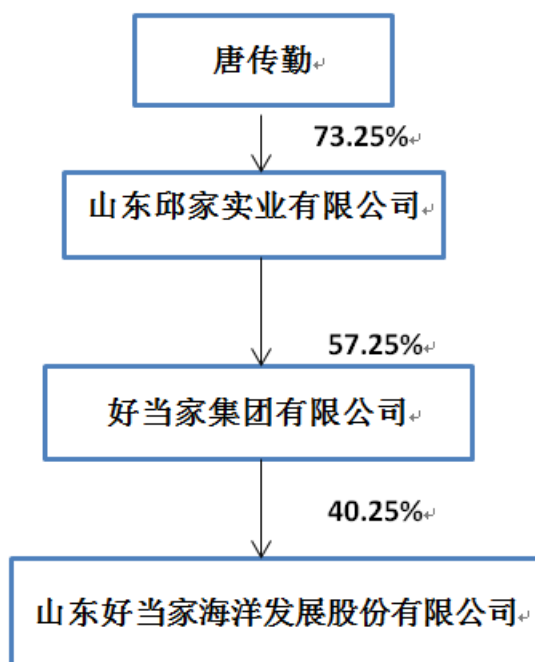 唐传勤
73.25%
山东邱家实业有限公司
57.25%
好当家集团有限公司
40.25%
山东好当家海洋发展股份有限公司